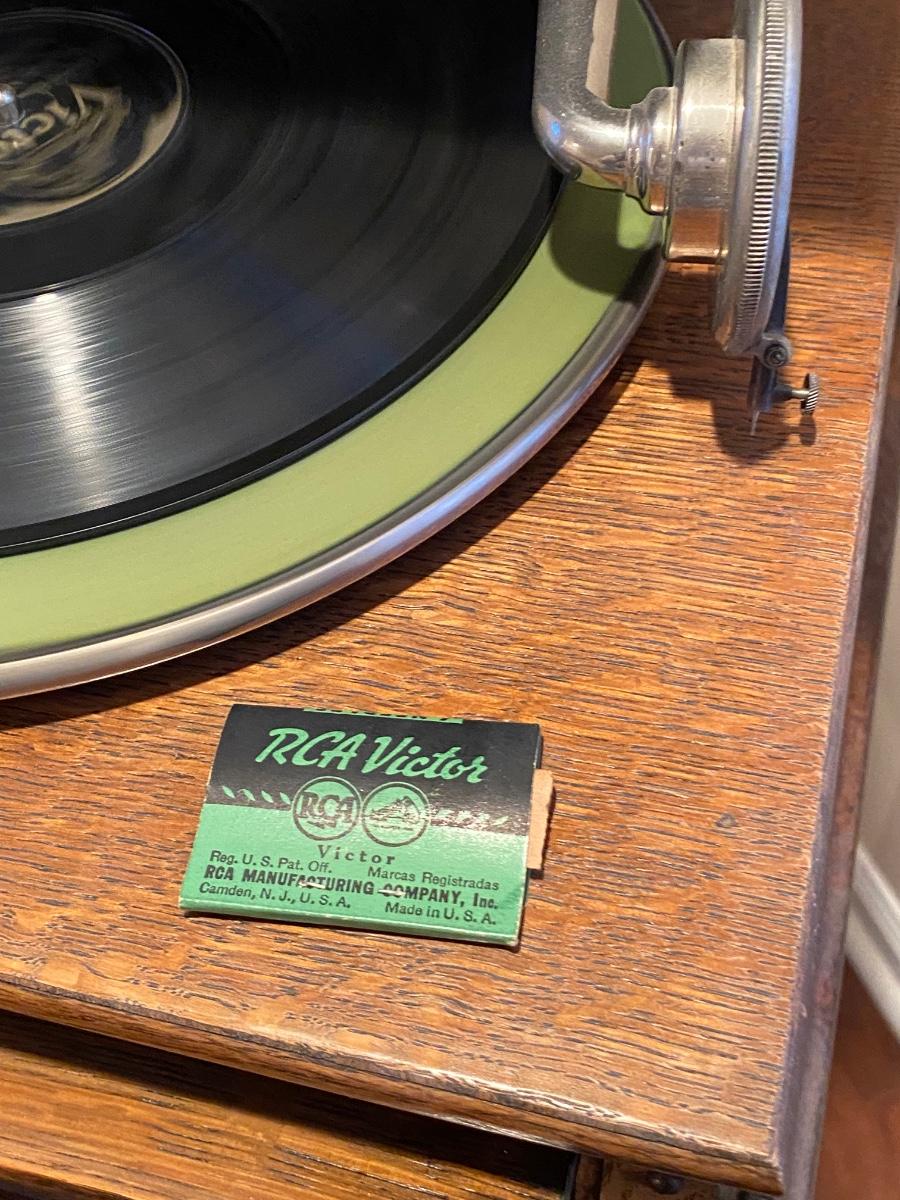 RCA Victor
RCA
Victor
Reg. U. S. Pat. Off. Marcas Registradas
RCA MANUFACTURING COMPANY, Inc.
Camden, N. J., U. S. A. Made in U. S. A.